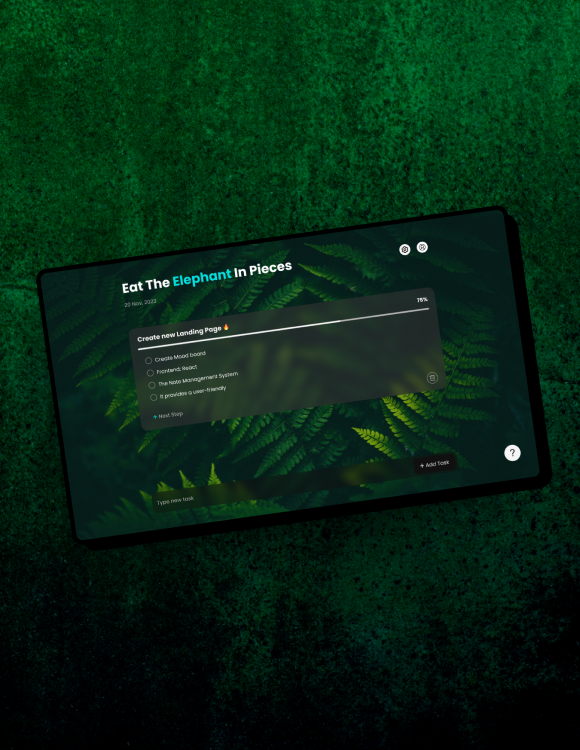 Eat The Elephant In Pieces
20 Nov, 2023
Create new Landing Page 🔥
75%
Create Mood board
Frontend: React
The Note Management System
It provides a user-friendly
+ Next Step
Type new task
+ Add Task
?